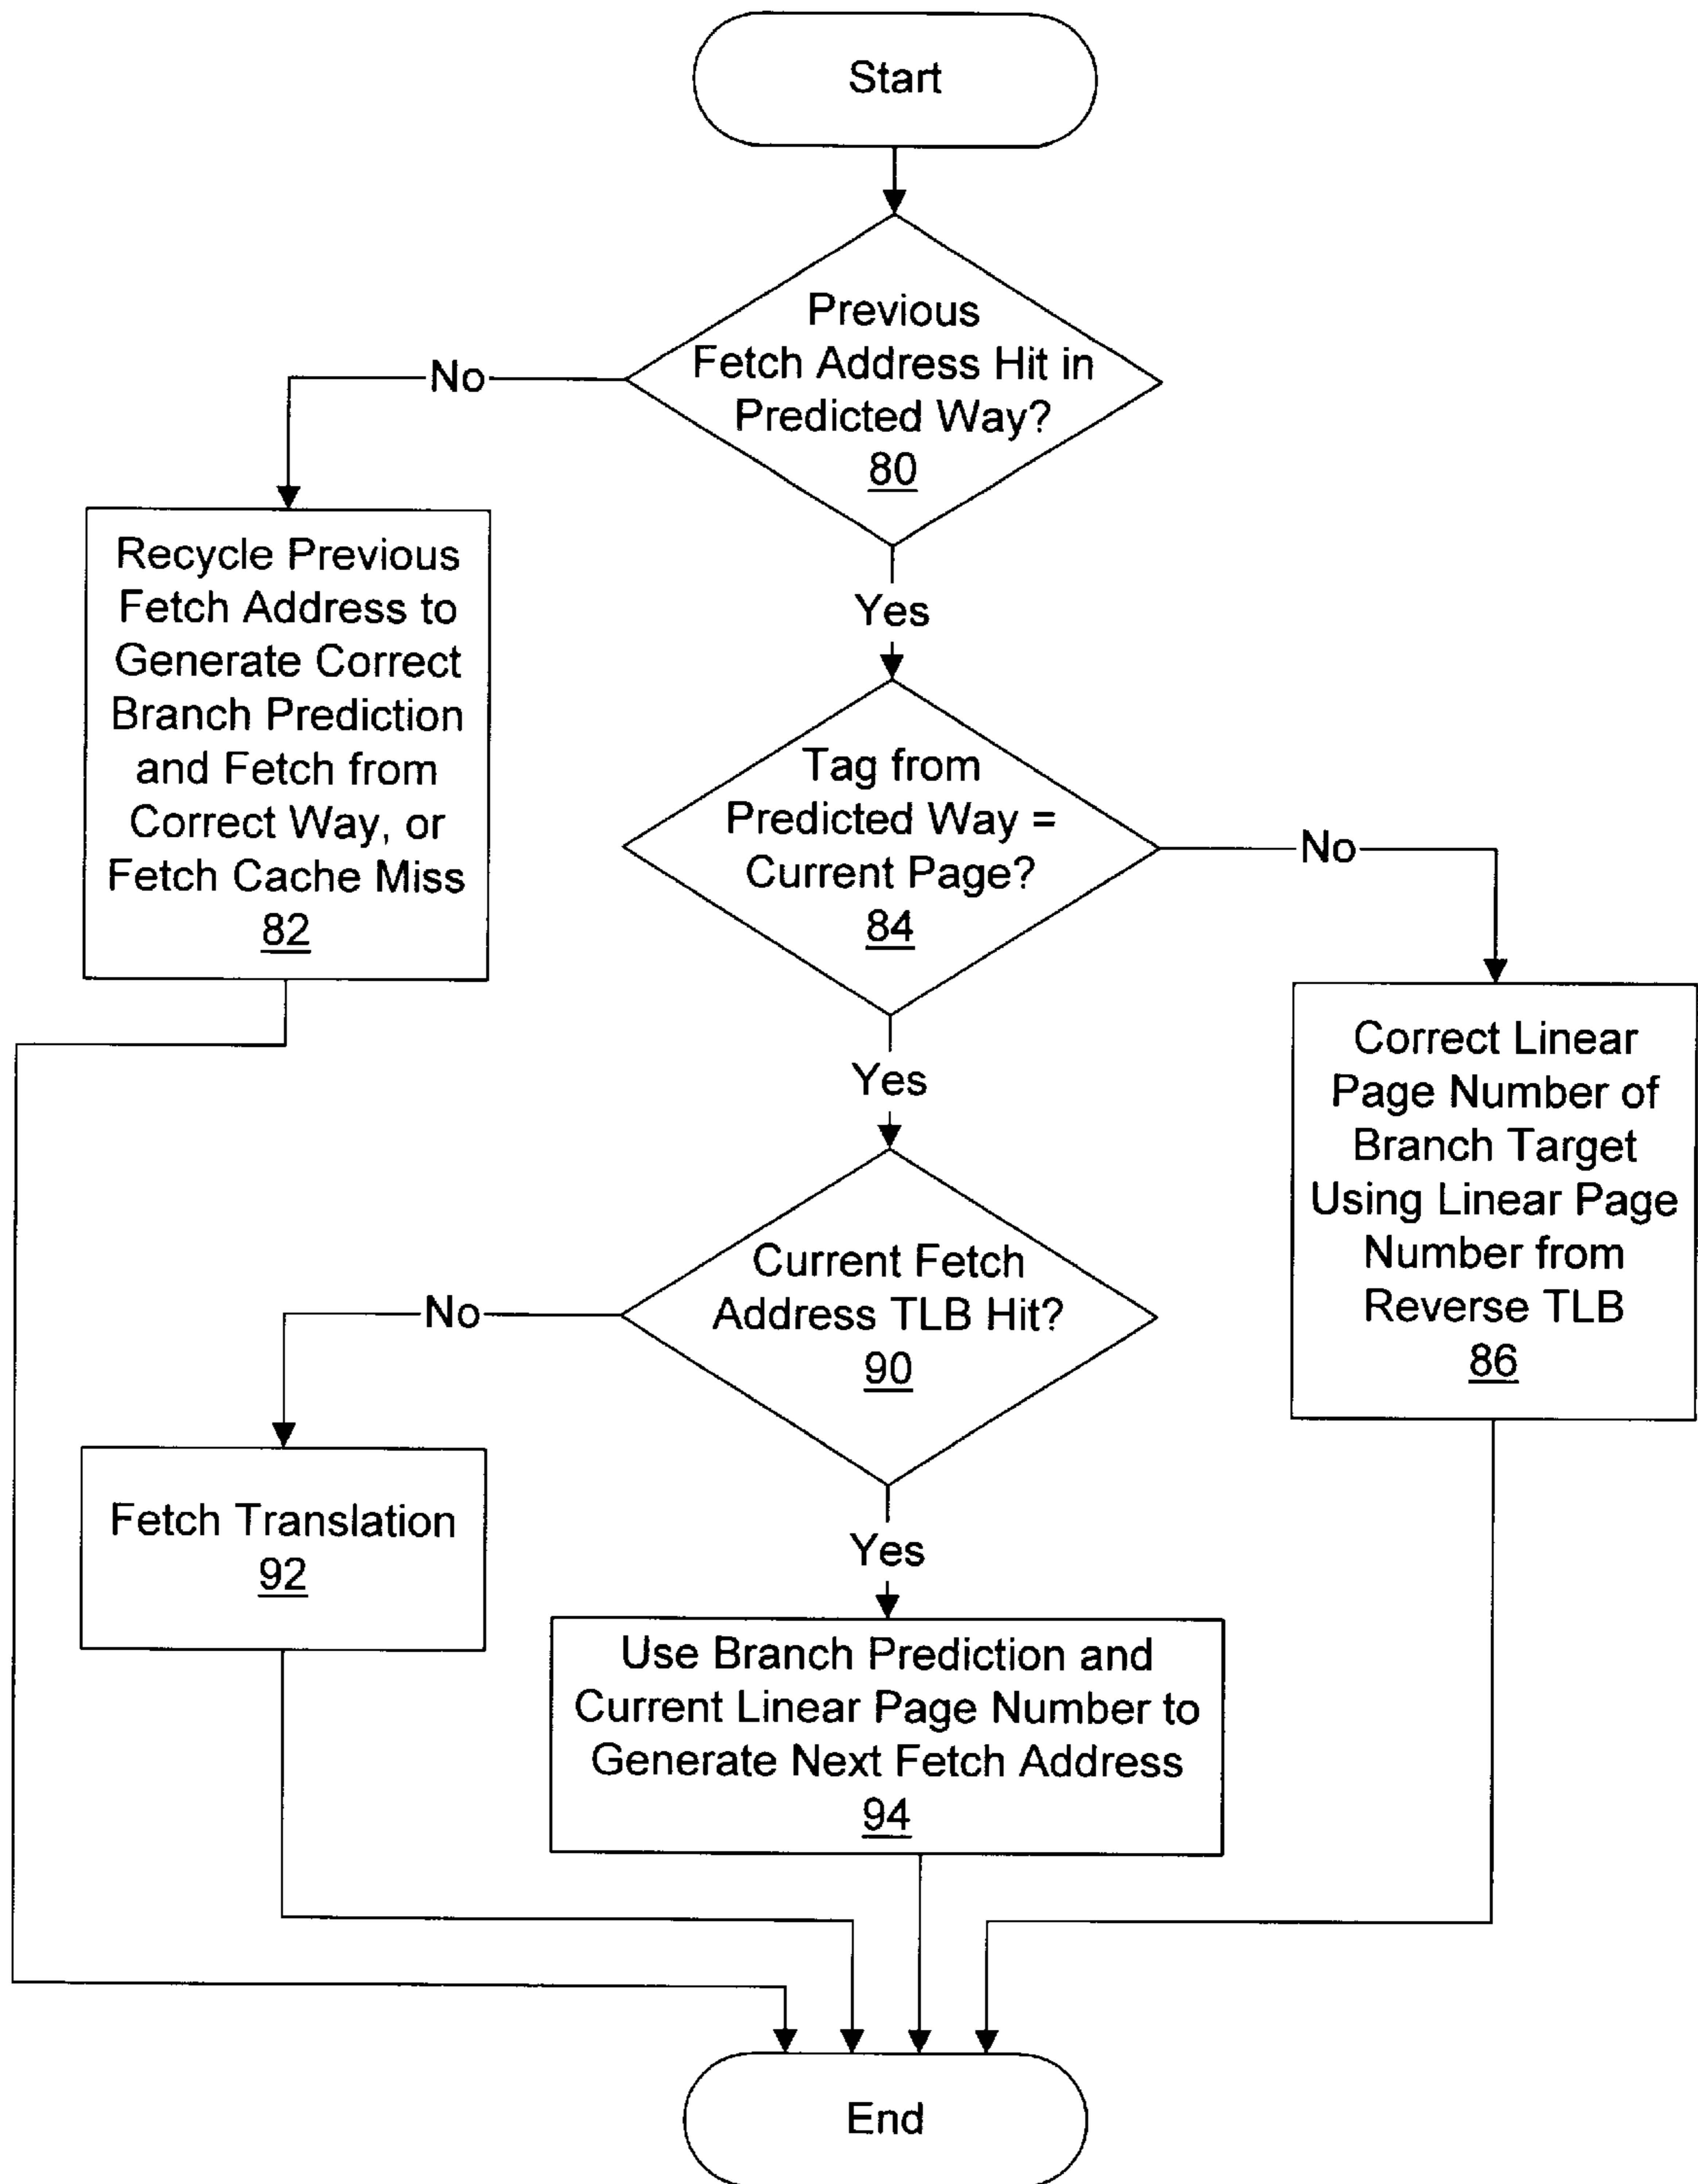 Start
Previous
Fetch Address Hit in
Predicted Way?
80
No
Yes
Recycle Previous
Fetch Address to
Generate Correct
Branch Prediction
and Fetch from
Correct Way, or
Fetch Cache Miss
82
Tag from
Predicted Way =
Current Page?
84
No
Yes
Correct Linear
Page Number of
Branch Target
Using Linear Page
Number from
Reverse TLB
86
Current Fetch
Address TLB Hit?
90
No
Yes
Fetch Translation
92
Use Branch Prediction and
Current Linear Page Number to
Generate Next Fetch Address
94
End